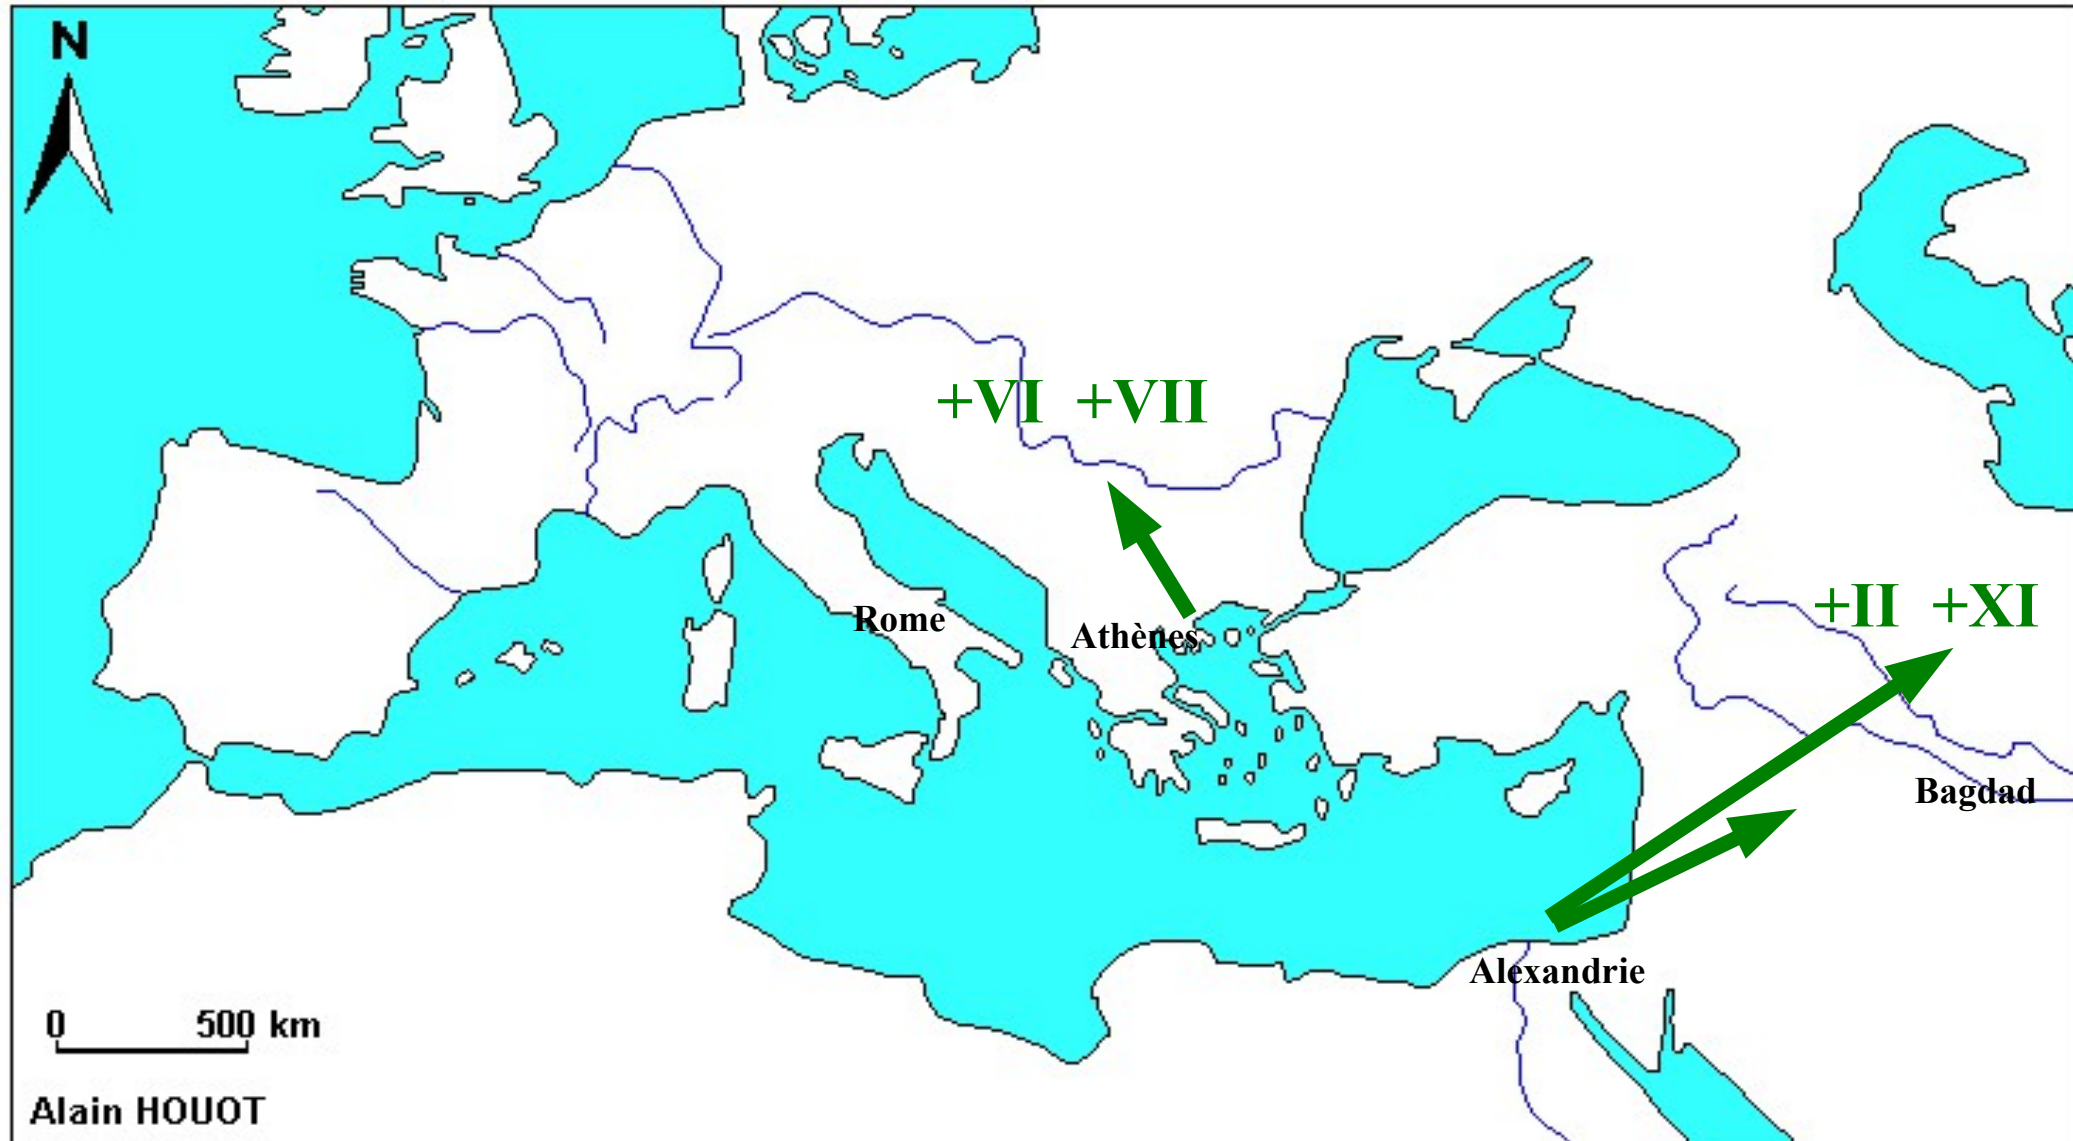 N
+VI +VII
+II +XI
Rome
Athènes
Bagdad
Alexandrie
0 500 km
Alain HOUOT